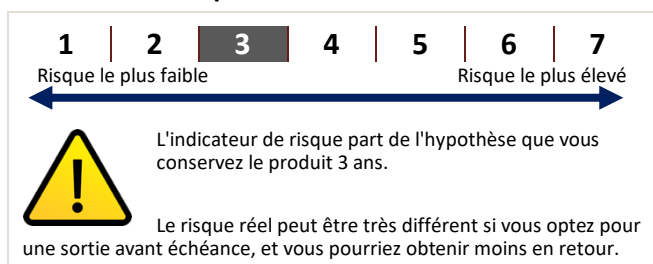 1 2 3 4 5 6 7
Risque le plus faible Risque le plus élevé
L'indicateur de risque part de l'hypothèse que vous
conservez le produit 3 ans.
Le risque réel peut être très différent si vous optez pour
une sortie avant échéance, et vous pourriez obtenir moins en retour.